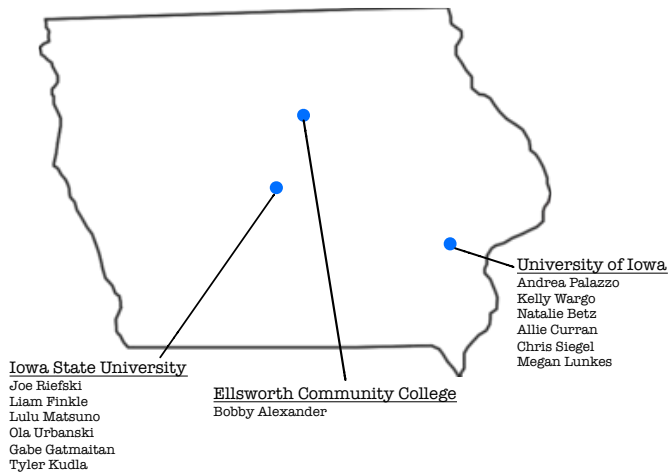 University of Iowa
Andrea Palazzo
Kelly Wargo
Natalie Betz
Allie Curran
Chris Siegel
Megan Lunkes
Iowa State University
Joe Riefski
Liam Finkle
Lulu Matsuno
Ola Urbanski
Gabe Gatmaitan
Tyler Kudla
Ellsworth Community College
Bobby Alexander